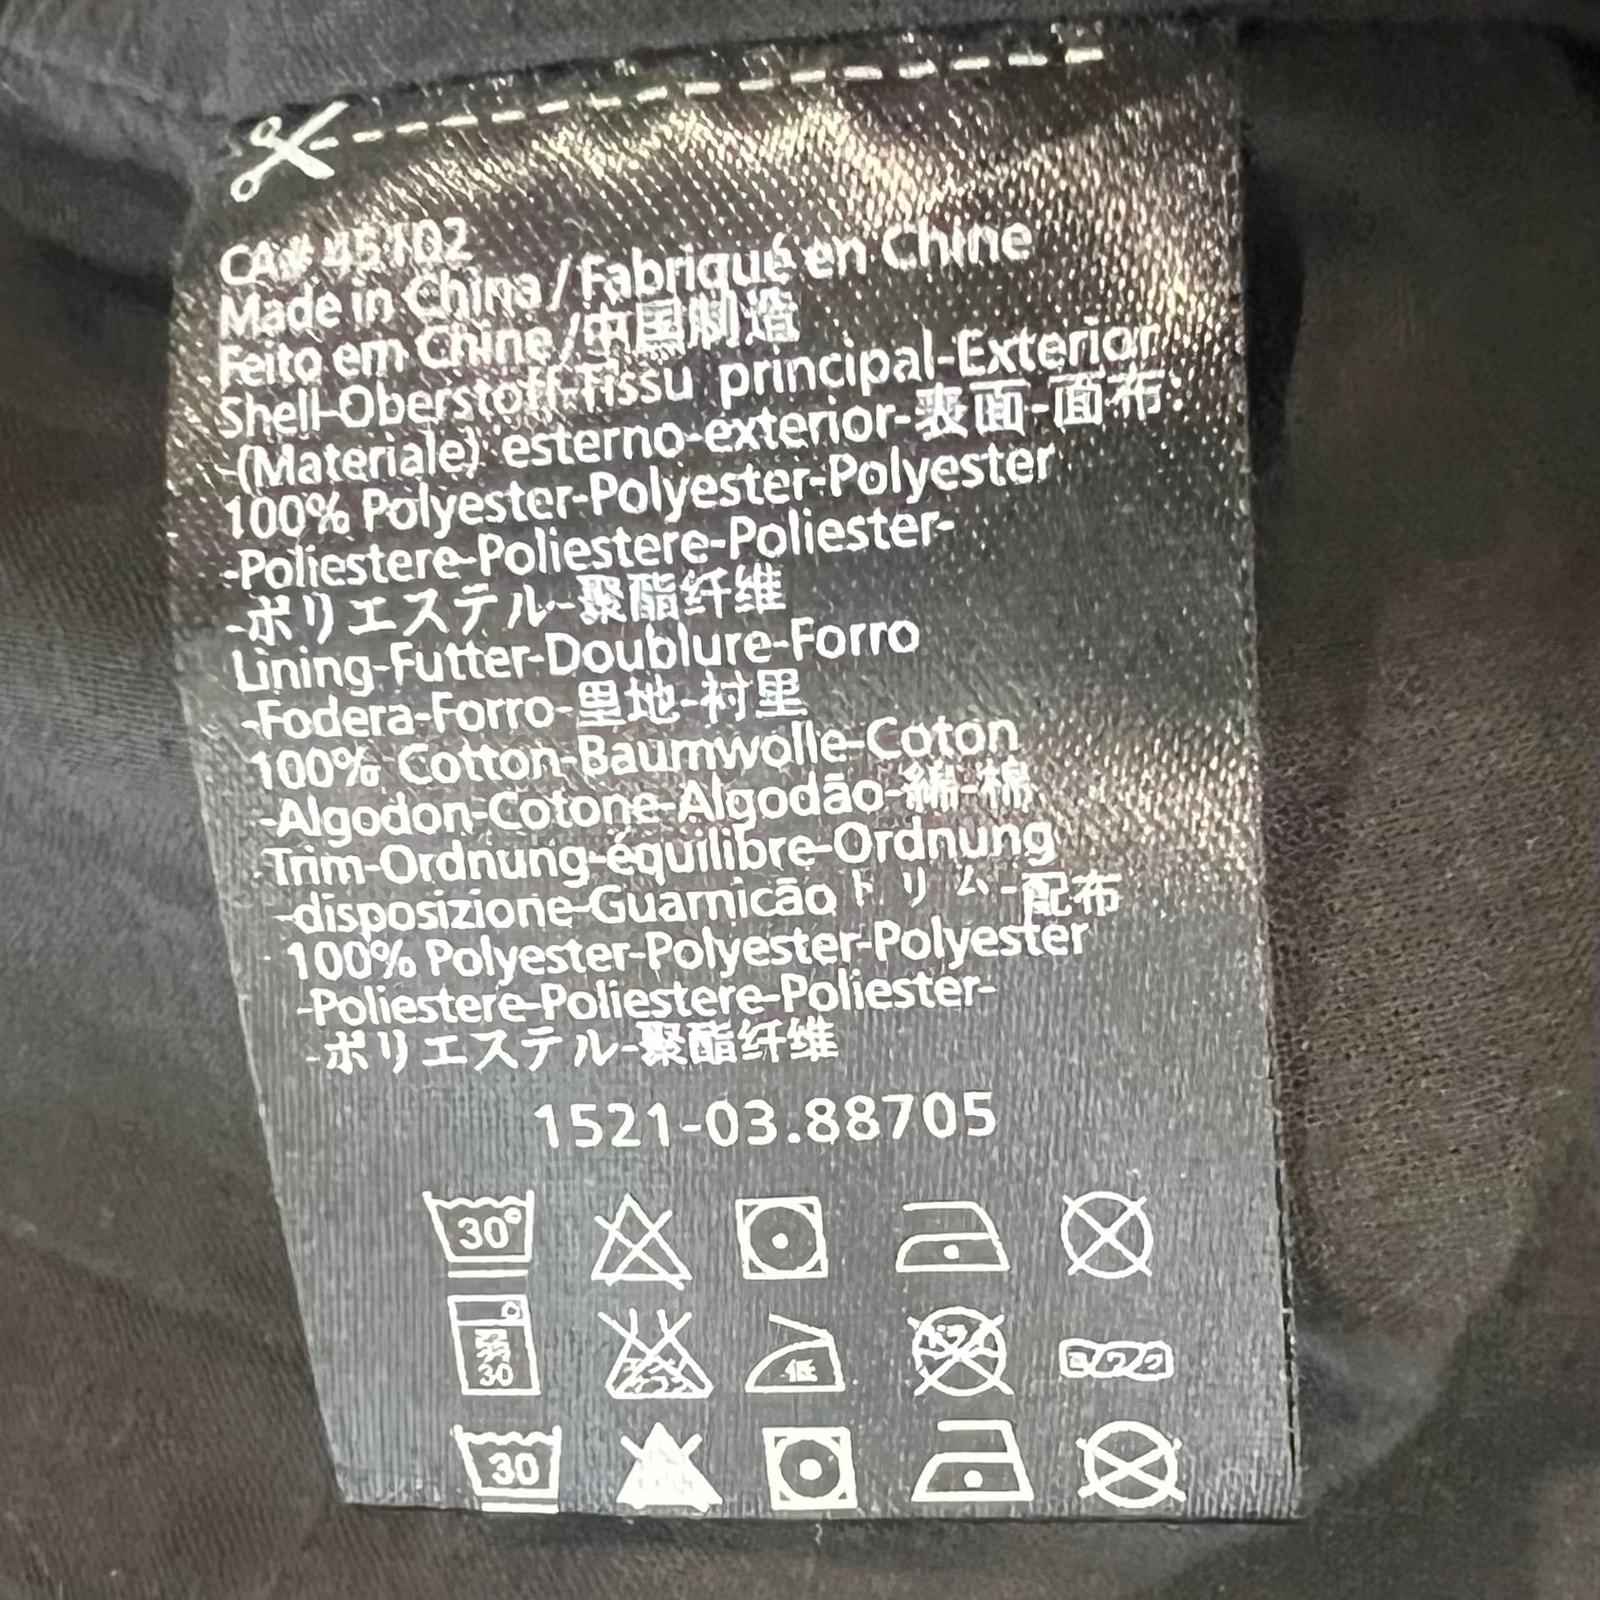 CA# 45102
Made in China / Fabriqué en Chine
Feito em Chine /中国制造
Shell-Oberstoff-Tissu principal-Exterior
-(Materiale) esterno-exterior-表面-面布:
100% Polyester-Polyester-Polyester
-Poliestere-Poliestere-Poliester-
-ポリエステル-聚酯纤维
Lining-Futter-Doublure-Forro
-Fodera-Forro-里地-衬里
100% Cotton-Baumwolle-Coton
-Algodon-Cotone-Algodão-綿-棉
Trim-Ordnung-équilibre-Ordnung
-disposizione-Guarnicão トリム-配布
100% Polyester-Polyester-Polyester
-Poliestere-Poliestere-Poliester-
-ポリエステル-聚酯纤维
1521-03.88705
30°
弱 30 低 ドライ
30